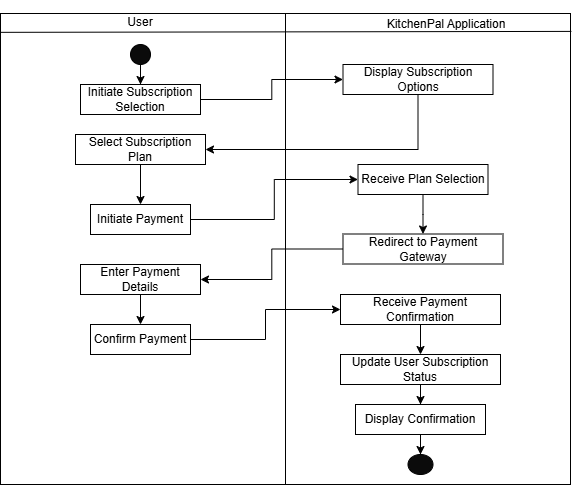 User
KitchenPal Application
Initiate Subscription
Selection
Display Subscription
Options
Select Subscription
Plan
Initiate Payment
Receive Plan Selection
Redirect to Payment
Gateway
Enter Payment
Details
Confirm Payment
Receive Payment
Confirmation
Update User Subscription
Status
Display Confirmation